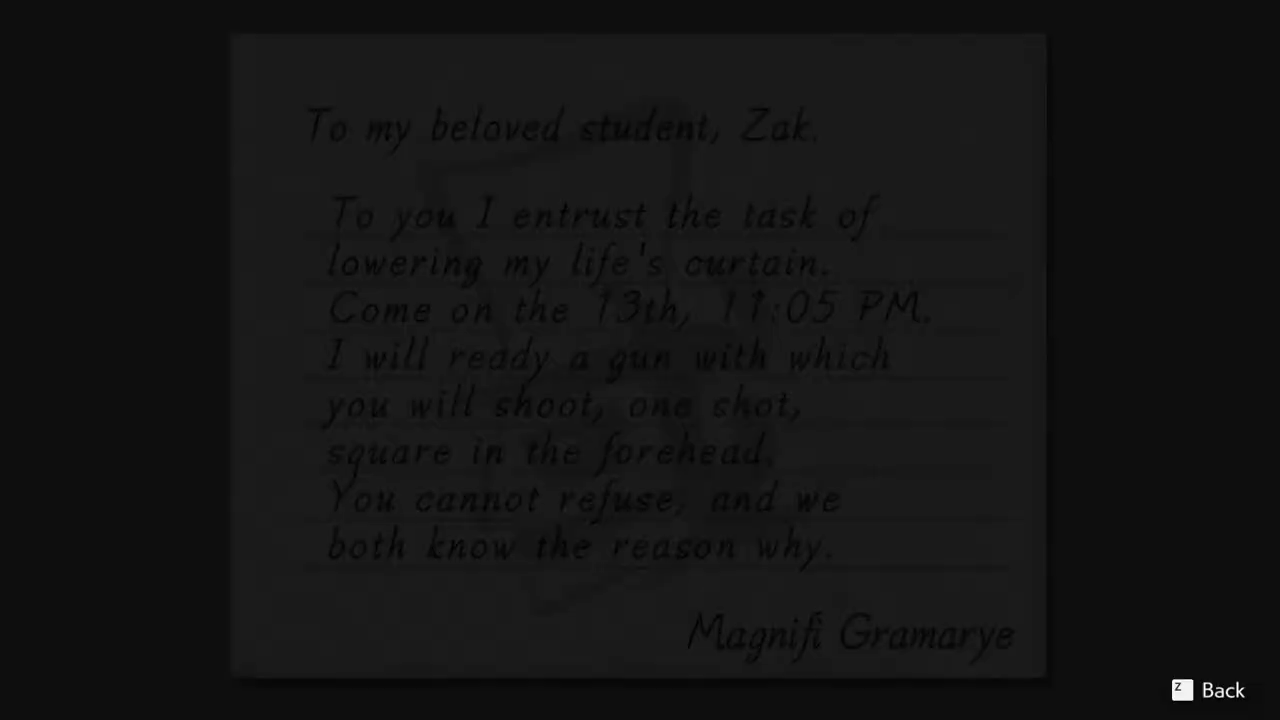 To my beloved student, Zak.
To you I entrust the task of
lowering my life's curtain.
Come on the 13th, 11:05 PM.
I will ready a gun with which
you will shoot, one shot,
square in the forehead.
You cannot refuse, and we
both know the reason why.
Magnifi Gramarye
Z Back